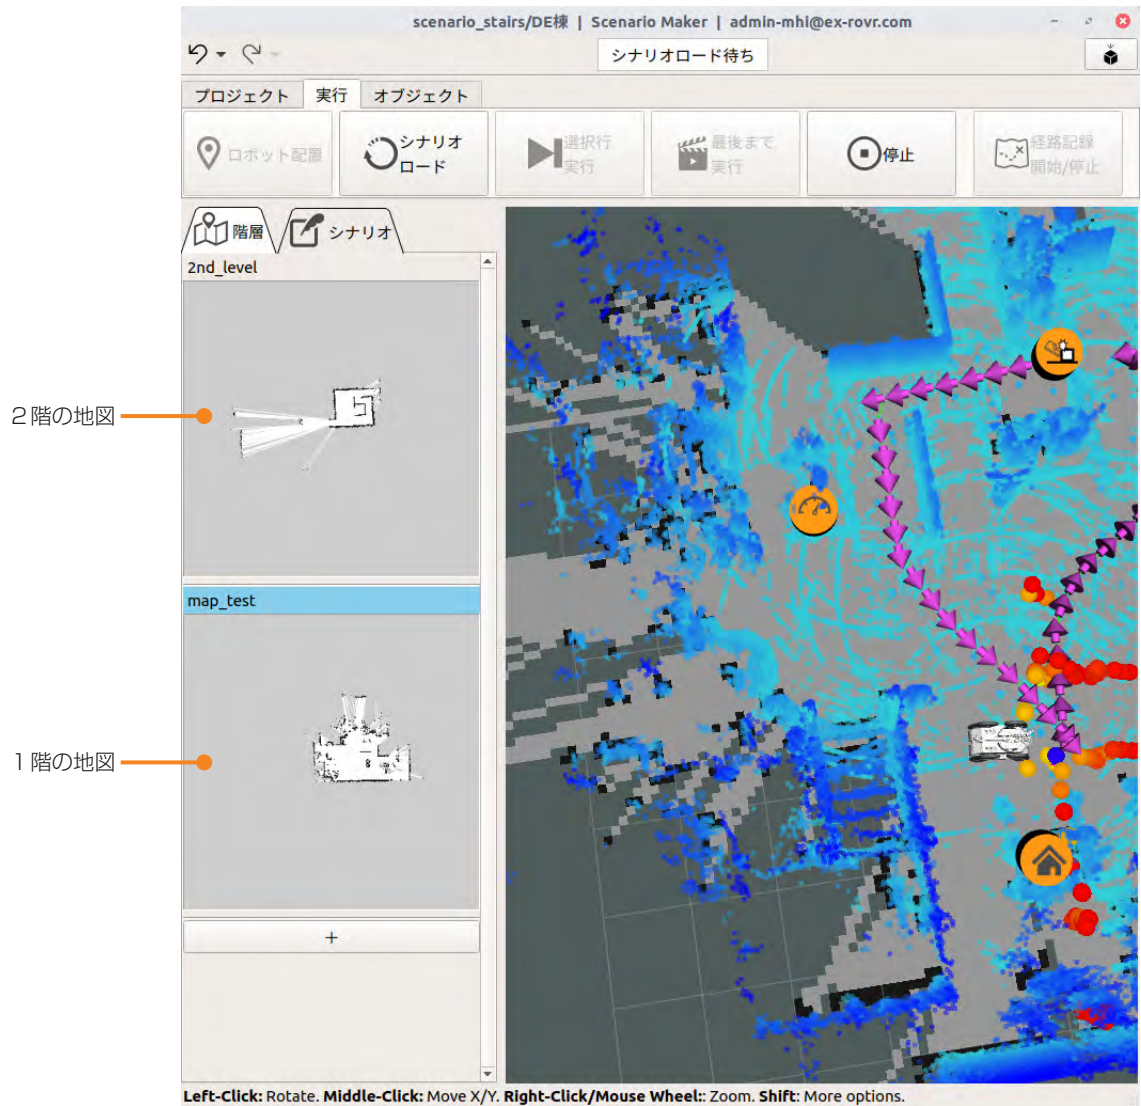 scenario_stairs/DE棟 | Scenario Maker | admin-mhi@ex-rovr.com
シナリオロード待ち
プロジェクト 実行 オブジェクト
ロボット配置
シナリオ
ロード
選択行
実行
最後まで
実行
停止
経路記録
開始/停止
階層 シナリオ
2nd_level
2階の地図
map_test
1階の地図
+
Left-Click: Rotate. Middle-Click: Move X/Y. Right-Click/Mouse Wheel:: Zoom. Shift: More options.